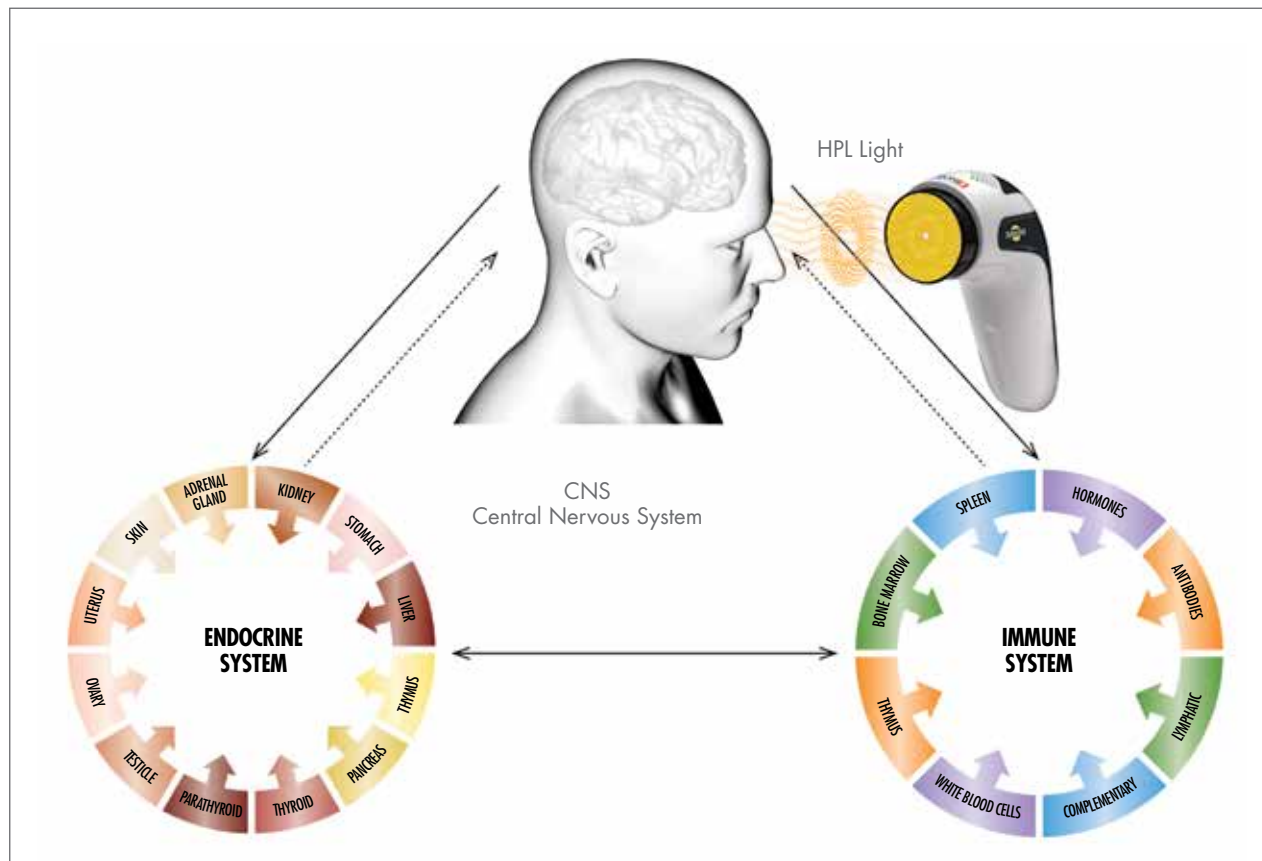 HPL Light
CNS
Central Nervous System
ADRENAL
GLAND
KIDNEY
STOMACH
LIVER
THYMUS
PANCREAS
THYROID
PARATHYROID
TESTICLE
OVARY
UTERUS
SKIN
ENDOCRINE
SYSTEM
SPLEEN
HORMONES
ANTIBODIES
LYMPHATIC
COMPLEMENTARY
WHITE BLOOD CELLS
THYMUS
BONE MARROW
IMMUNE
SYSTEM